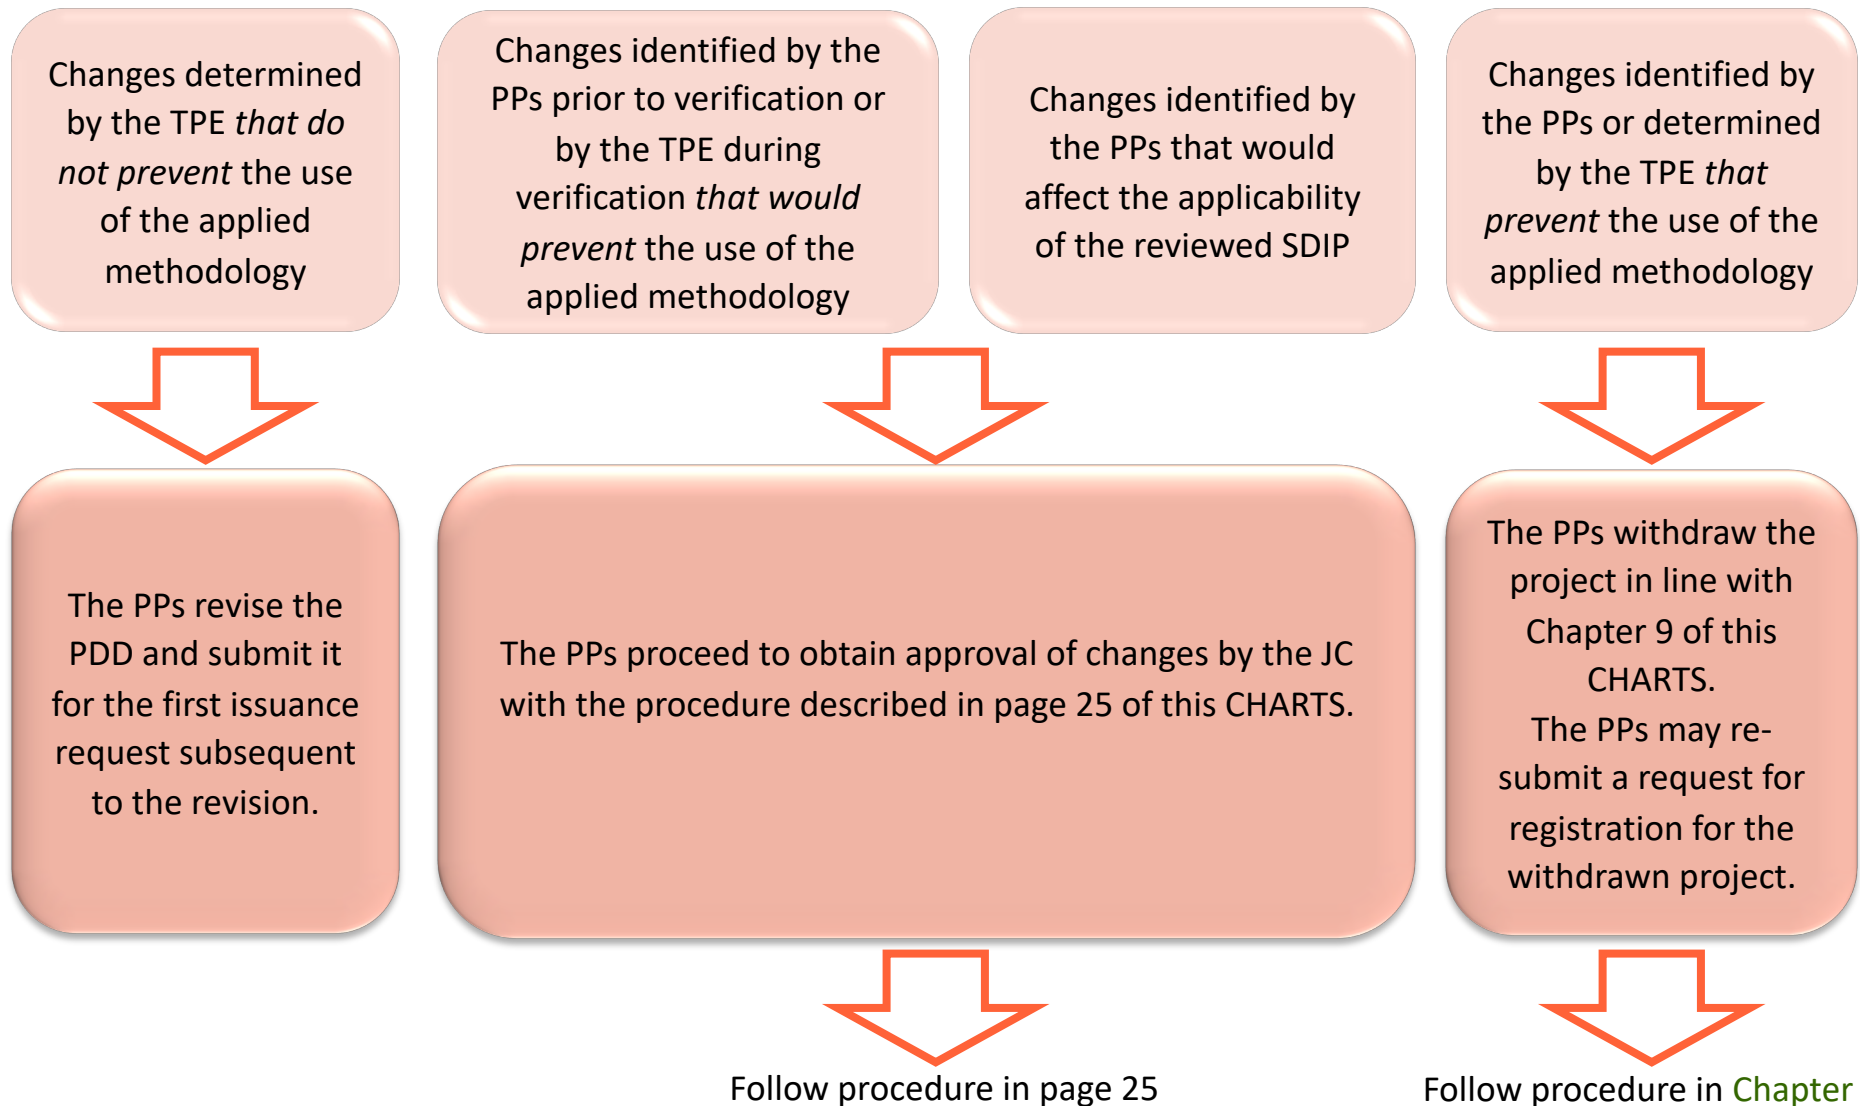 Changes determined
by the TPE that do
not prevent the use
of the applied
methodology
Changes identified by the
PPs prior to verification or
by the TPE during
verification that would
prevent the use of the
applied methodology
Changes identified by
the PPs that would
affect the applicability
of the reviewed SDIP
Changes identified by
the PPs or determined
by the TPE that
prevent the use of the
applied methodology
The PPs revise the
PDD and submit it
for the first issuance
request subsequent
to the revision.
The PPs proceed to obtain approval of changes by the JC
with the procedure described in page 25 of this CHARTS.
The PPs withdraw the
project in line with
Chapter 9 of this
CHARTS.
The PPs may re-
submit a request for
registration for the
withdrawn project.
Follow procedure in page 25
Follow procedure in Chapter